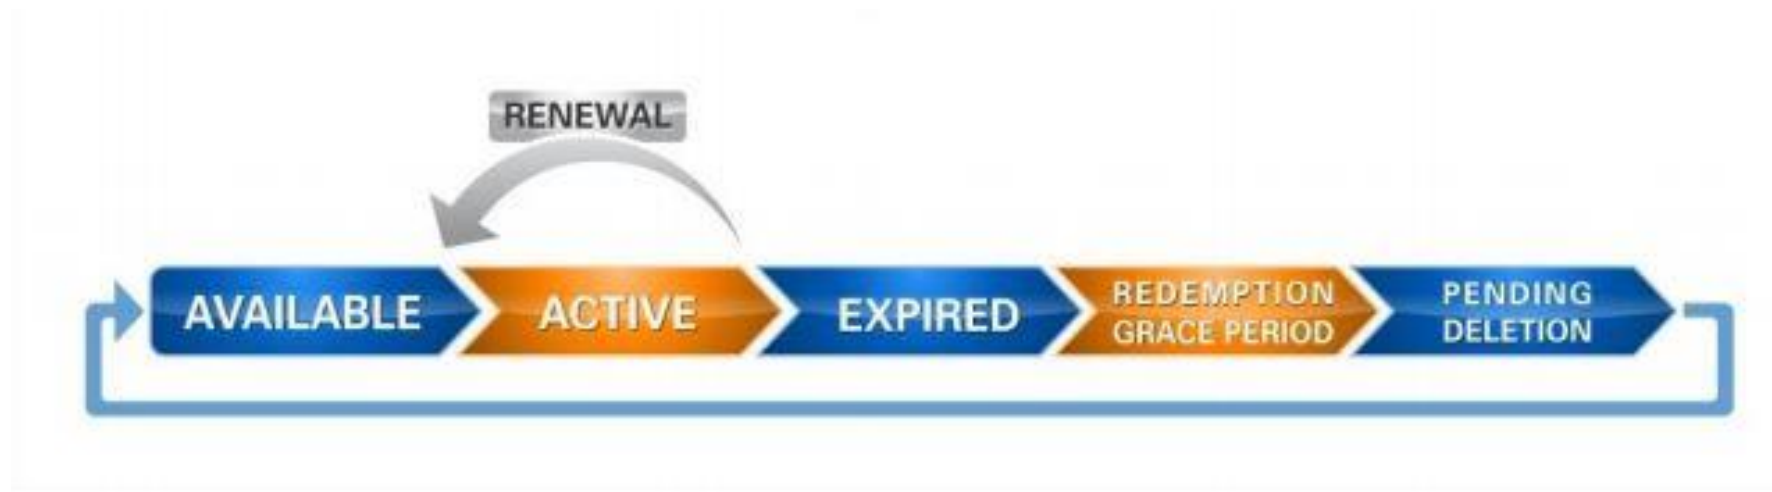 RENEWAL
AVAILABLE
ACTIVE
EXPIRED
REDEMPTION
GRACE PERIOD
PENDING
DELETION